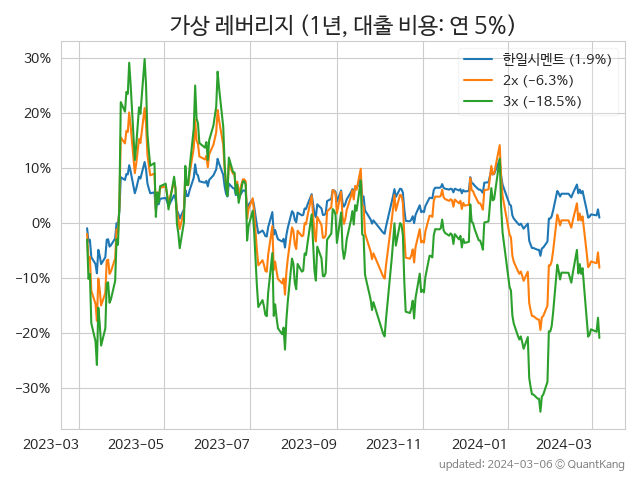 가상 레버리지 (1년, 대출 비용: 연 5%)
한일시멘트 (1.9%)
2x (−6.3%)
3x (−18.5%)
30%
20%
10%
0%
−10%
−20%
−30%
2023-03 2023-05 2023-07 2023-09 2023-11 2024-01 2024-03
updated: 2024-03-06 © QuantKang